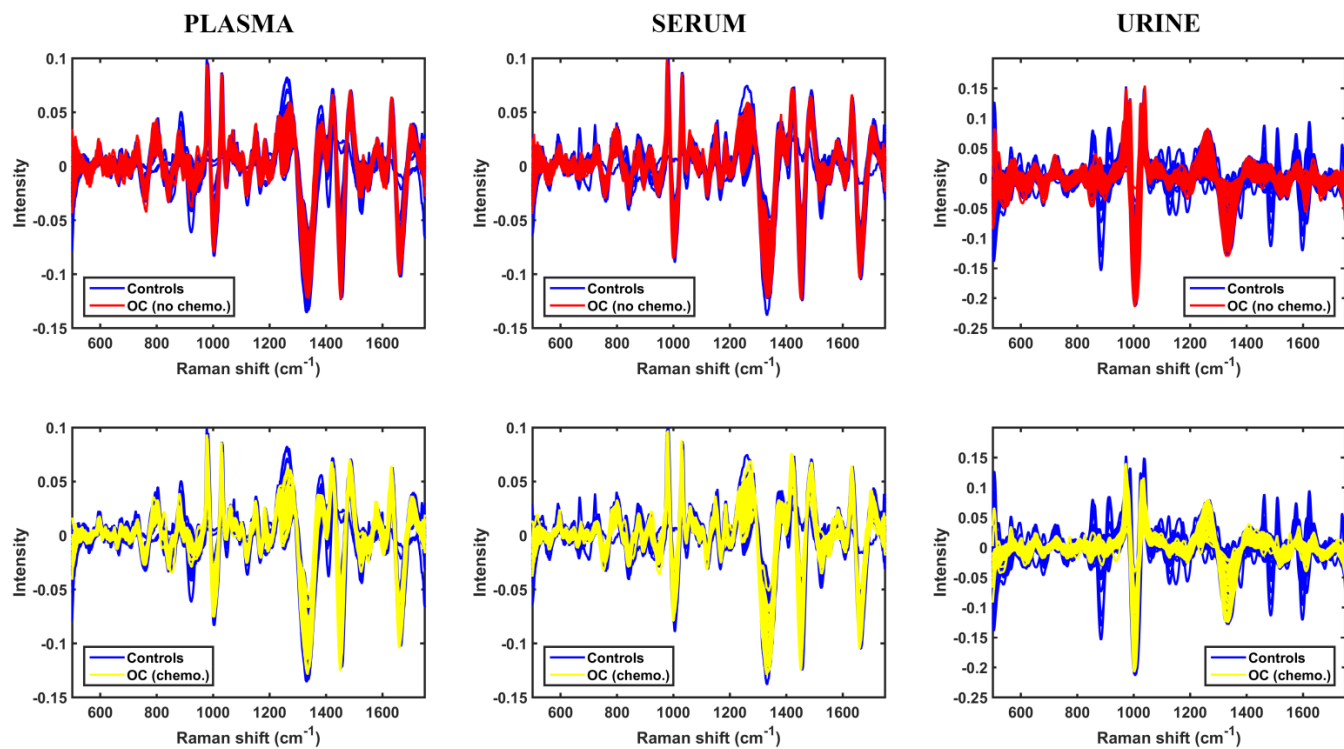 PLASMA
SERUM
URINE
0.1
0.05
0
-0.05
-0.1
-0.15
Intensity
Controls
OC (no chemo.)
600 800 1000 1200 1400 1600
Raman shift (cm-1)
0.1
0.05
0
-0.05
-0.1
-0.15
Intensity
Controls
OC (no chemo.)
600 800 1000 1200 1400 1600
Raman shift (cm-1)
0.15
0.1
0.05
0
-0.05
-0.1
-0.15
-0.2
-0.25
Intensity
Controls
OC (no chemo.)
600 800 1000 1200 1400 1600
Raman shift (cm-1)
0.1
0.05
0
-0.05
-0.1
-0.15
Intensity
Controls
OC (chemo.)
600 800 1000 1200 1400 1600
Raman shift (cm-1)
0.1
0.05
0
-0.05
-0.1
-0.15
Intensity
Controls
OC (chemo.)
600 800 1000 1200 1400 1600
Raman shift (cm-1)
0.15
0.1
0.05
0
-0.05
-0.1
-0.15
-0.2
-0.25
Intensity
Controls
OC (chemo.)
600 800 1000 1200 1400 1600
Raman shift (cm-1)